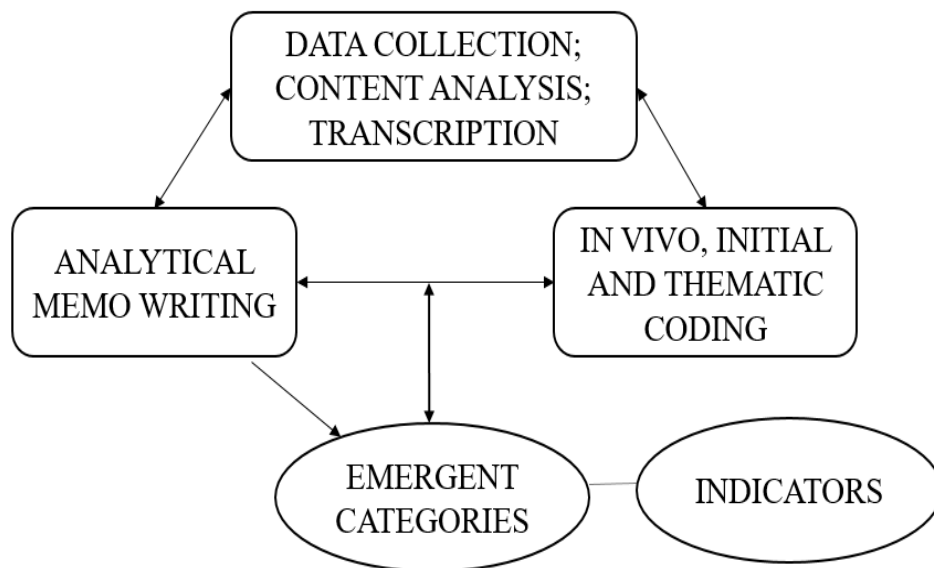 DATA COLLECTION;
CONTENT ANALYSIS;
TRANSCRIPTION
ANALYTICAL
MEMO WRITING
IN VIVO, INITIAL
AND THEMATIC
CODING
EMERGENT
CATEGORIES
INDICATORS